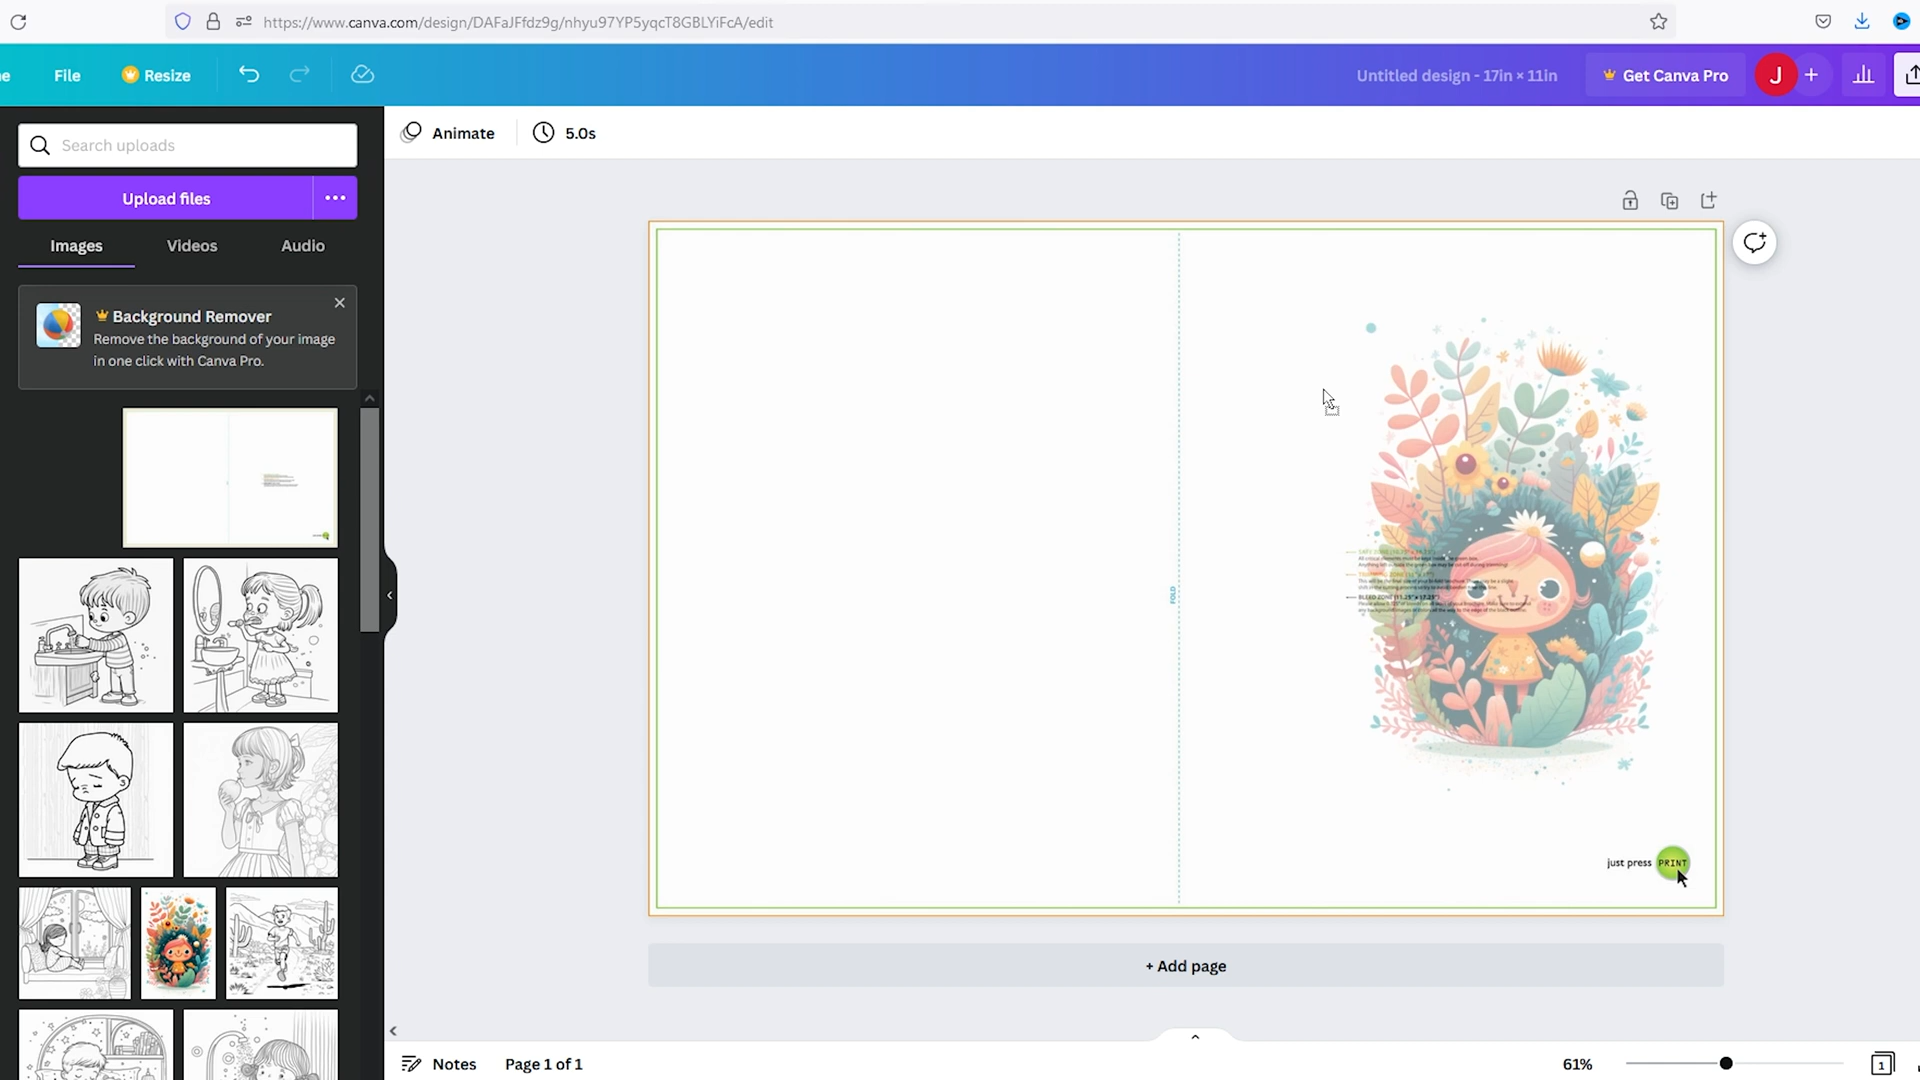 https://www.canva.com/design/DAFaJFfdz9g/nhyu97YP5yqcT8GBLYiFcA/edit
File
Resize
Untitled design - 17in × 11in
Get Canva Pro
J
Search uploads
Upload files
Images
Videos
Audio
Background Remover
Remove the background of your image
in one click with Canva Pro.
Animate
5.0s
FOLD
just press PRINT
+ Add page
Notes
Page 1 of 1
61%
1